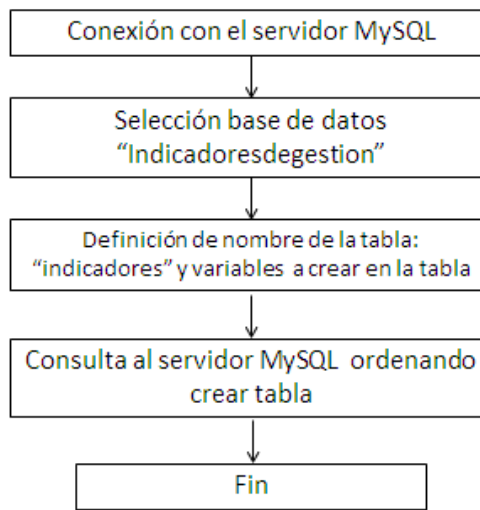 Conexión con el servidor MySQL
Selección base de datos
“Indicadoresdegestion”
Definición de nombre de la tabla:
“indicadores” y variables a crear en la tabla
Consulta al servidor MySQL ordenando
crear tabla
Fin